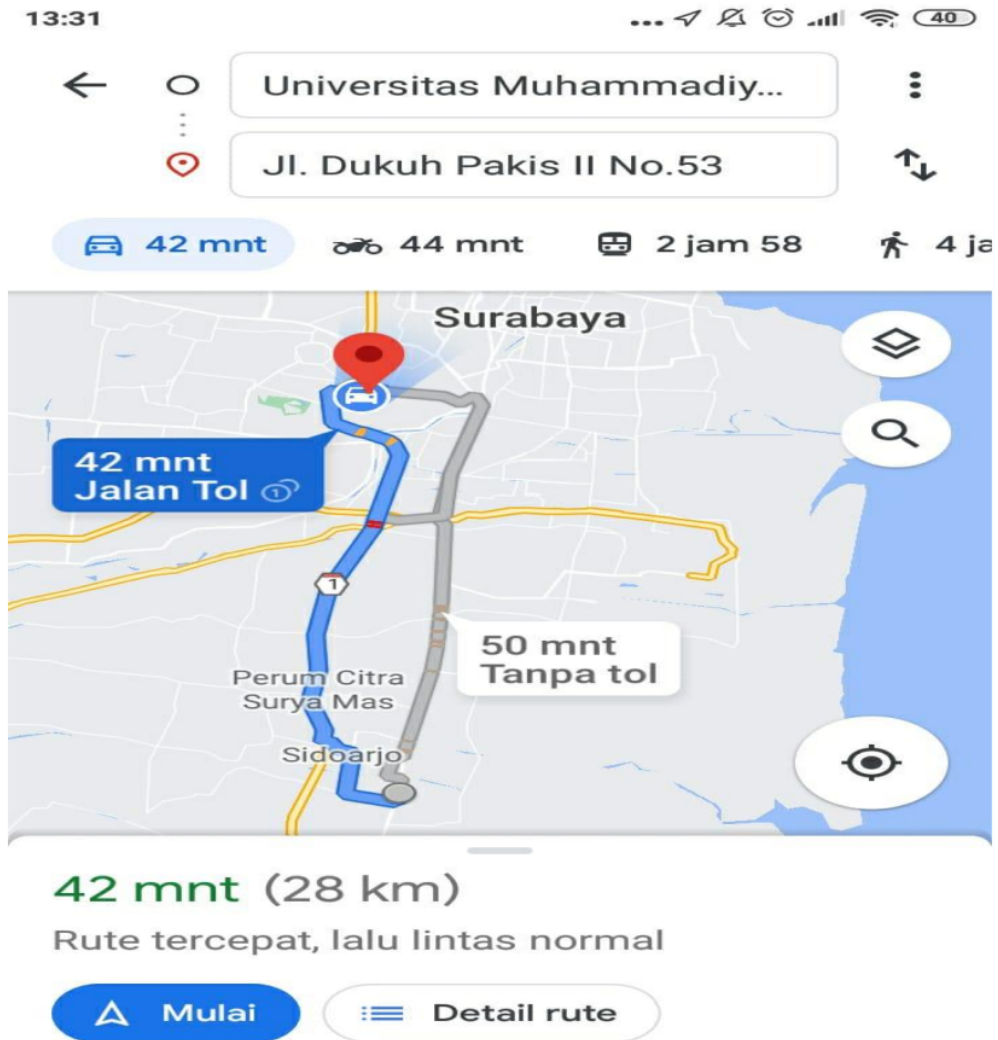 13:31
40
Universitas Muhammadiy...
Jl. Dukuh Pakis II No.53
42 mnt
44 mnt
2 jam 58
4 ja
Surabaya
42 mnt
Jalan Tol
1
50 mnt
Tanpa tol
Perum Citra
Surya Mas
Sidoarjo
42 mnt (28 km)
Rute tercepat, lalu lintas normal
Mulai
Detail rute